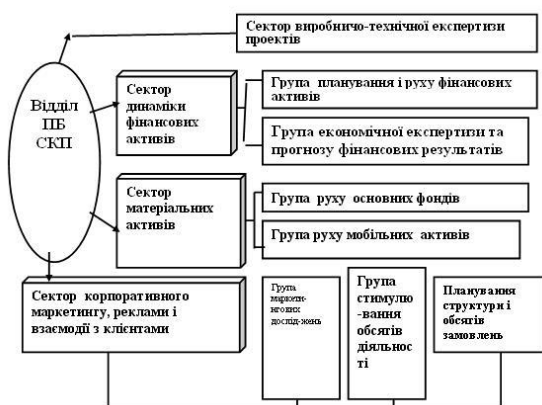 Сектор виробничо-технічної експертизи
проектів
Відділ
ПБ
СКП
Сектор
динаміки
фінансових
активів
Група планування і руху фінансових
активів
Група економічної експертизи та
прогнозу фінансових результатів
Сектор
матеріальних
активів
Група руху основних фондів
Група руху мобільних активів
Сектор корпоративного
маркетингу, реклами і
взаємодії з клієнтами
Група
маркети-
нгових
дослід-жень
Група
стимулю
-вання
обсягів
діяльнос
ті
Планування
структури і
обсягів
замовлень